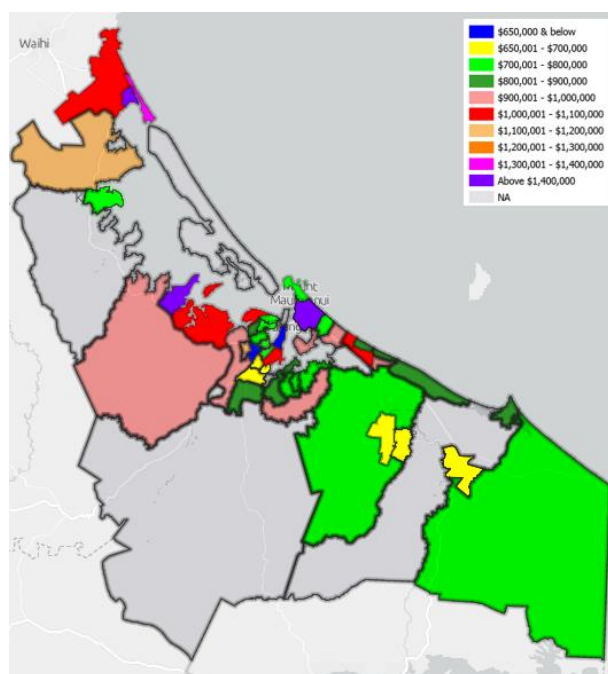 Waihi
$650,000 & below
$650,001 - $700,000
$700,001 - $800,000
$800,001 - $900,000
$900,001 - $1,000,000
$1,000,001 - $1,100,000
$1,100,001 - $1,200,000
$1,200,001 - $1,300,000
$1,300,001 - $1,400,000
Above $1,400,000
NA